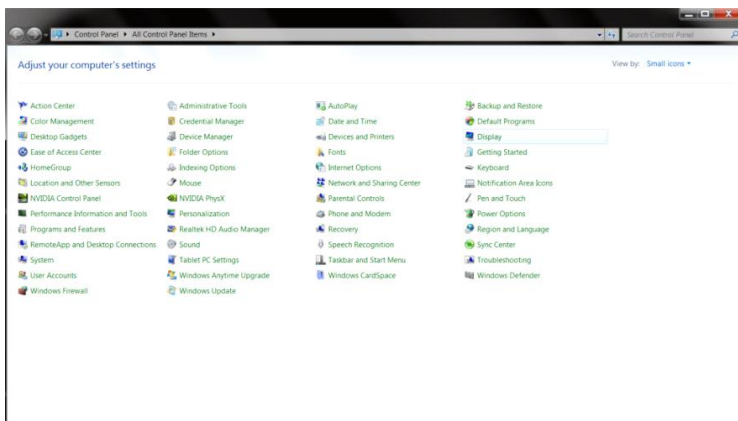 Control Panel ▸ All Control Panel Items ▸
Search Control Panel
Adjust your computer's settings
View by: Small icons
Action Center
Administrative Tools
AutoPlay
Backup and Restore
Color Management
Credential Manager
Date and Time
Default Programs
Desktop Gadgets
Device Manager
Devices and Printers
Display
Ease of Access Center
Folder Options
Fonts
Getting Started
HomeGroup
Indexing Options
Internet Options
Keyboard
Location and Other Sensors
Mouse
Network and Sharing Center
Notification Area Icons
NVIDIA Control Panel
NVIDIA PhysX
Parental Controls
Pen and Touch
Performance Information and Tools
Personalization
Phone and Modem
Power Options
Programs and Features
Realtek HD Audio Manager
Recovery
Region and Language
RemoteApp and Desktop Connections
Sound
Speech Recognition
Sync Center
System
Tablet PC Settings
Taskbar and Start Menu
Troubleshooting
User Accounts
Windows Anytime Upgrade
Windows CardSpace
Windows Defender
Windows Firewall
Windows Update